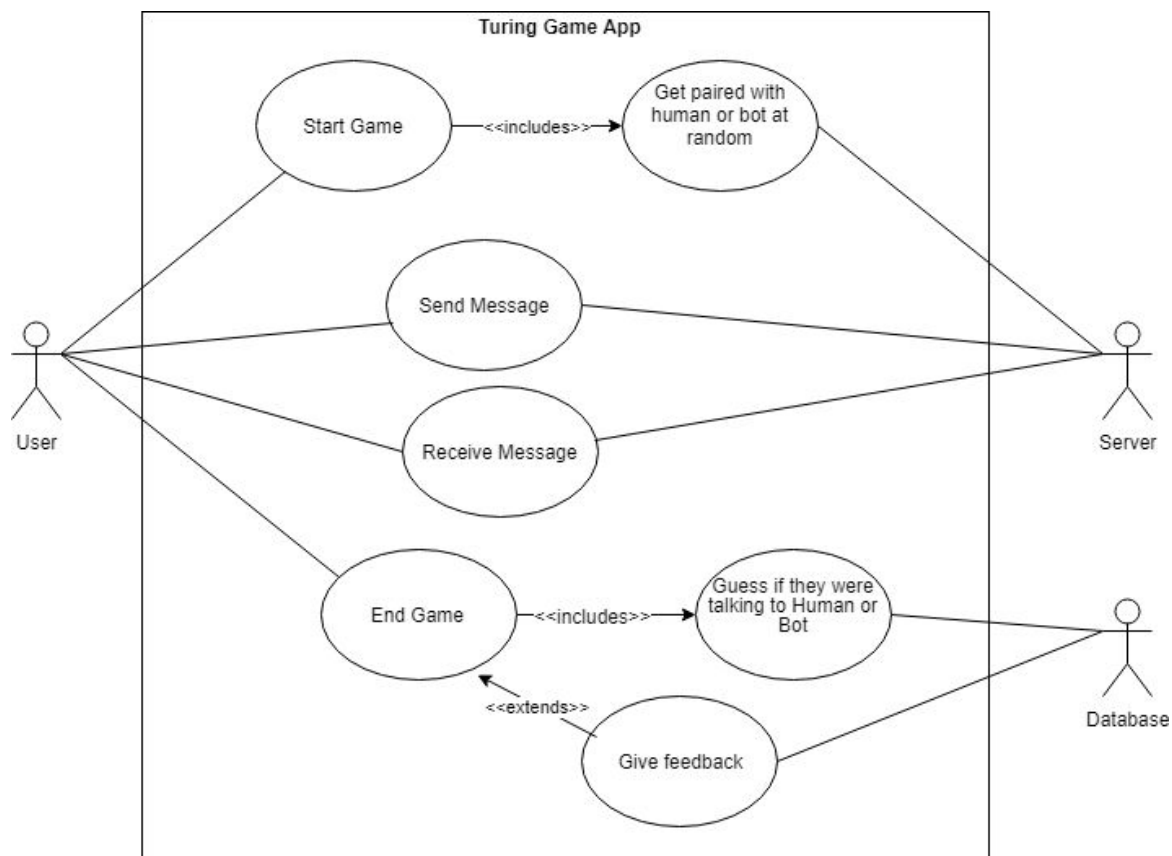 Turing Game App
Start Game
<<includes>>
Get paired with
human or bot at
random
Send Message
User
Receive Message
Server
End Game
<<includes>>
Guess if they were
talking to Human or
Bot
<<extends>>
Give feedback
Database